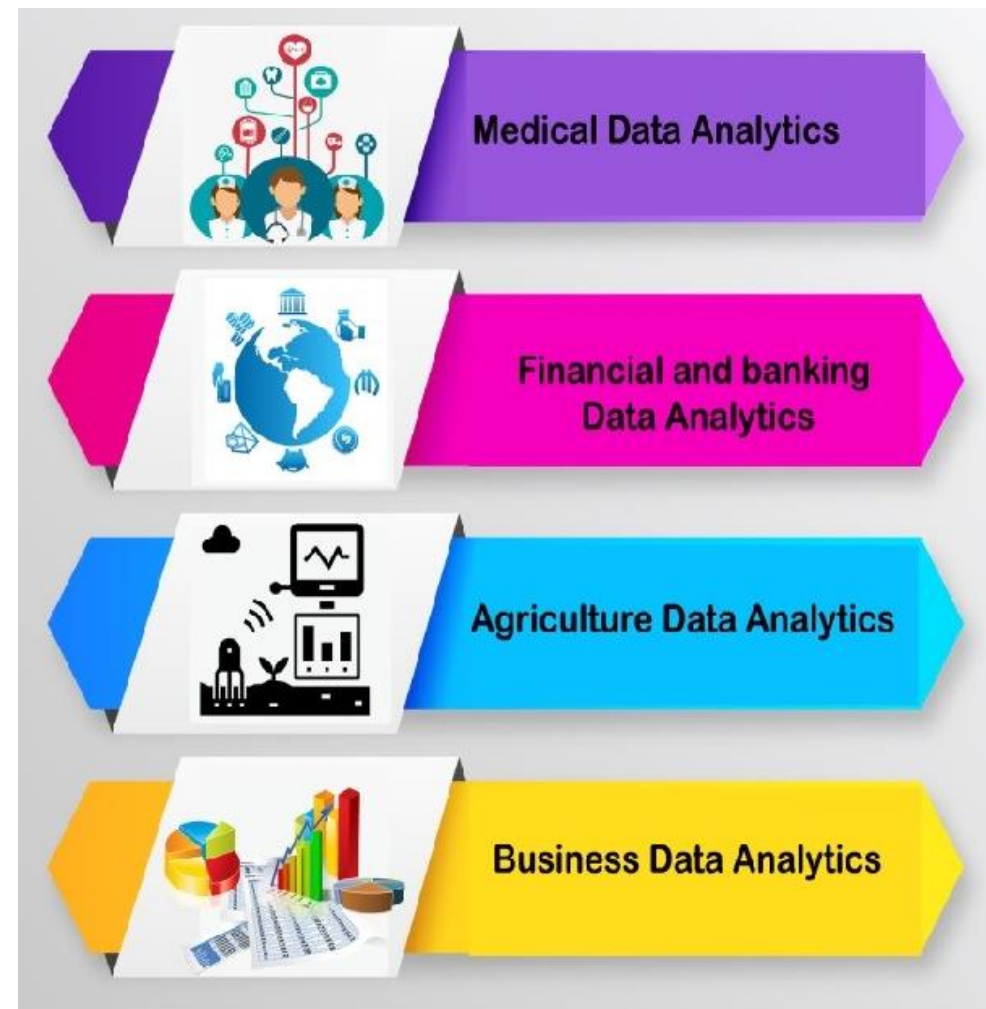 Medical Data Analytics
Financial and banking
Data Analytics
Agriculture Data Analytics
Business Data Analytics